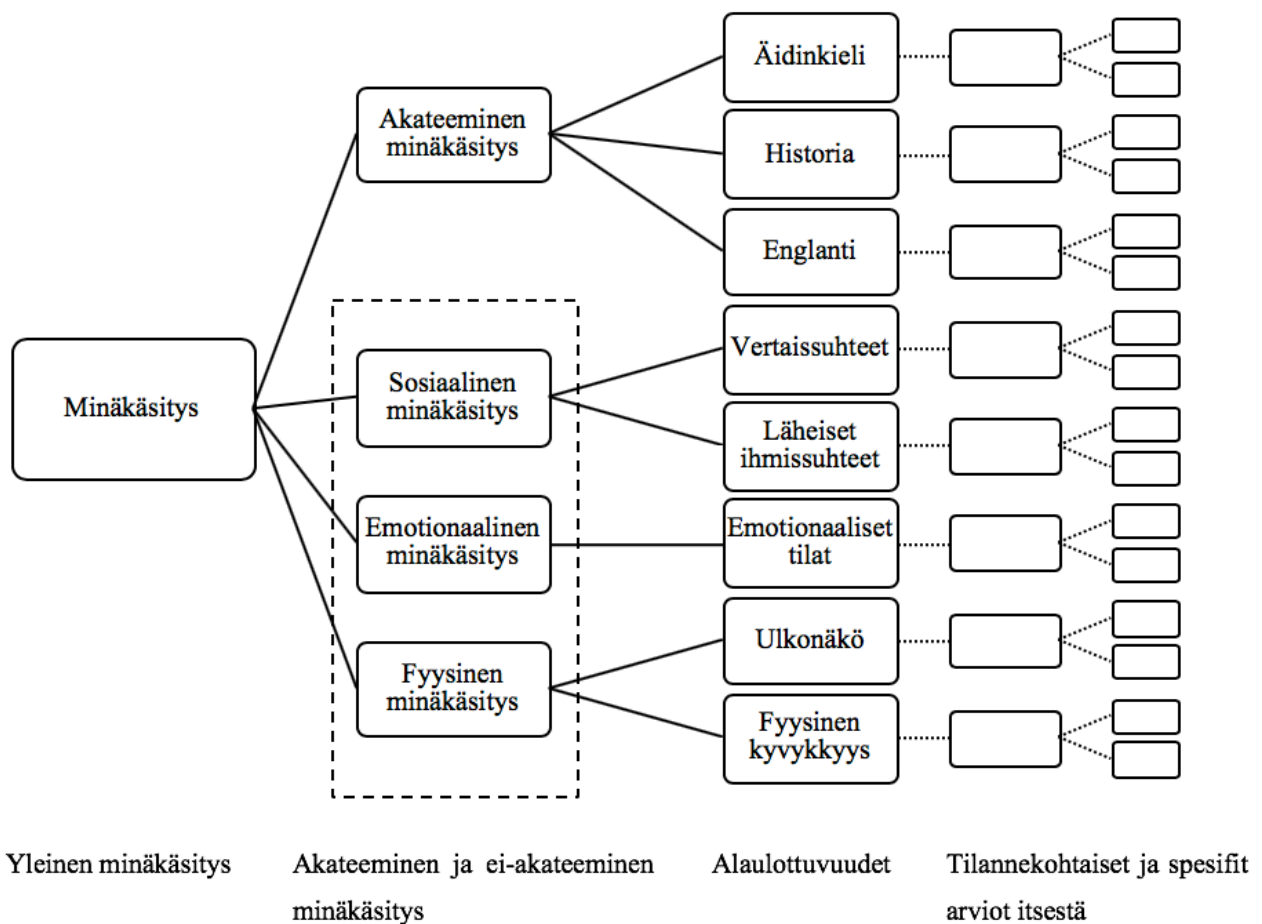 Äidinkieli
Akateeminen
minäkäsitys
Historia
Englanti
Minäkäsitys
Sosiaalinen
minäkäsitys
Vertaissuhteet
Läheiset
ihmissuhteet
Emotionaalinen
minäkäsitys
Emotionaaliset
tilat
Fyysinen
minäkäsitys
Ulkonäkö
Fyysinen
kyvykkyys
Yleinen minäkäsitys
Akateeminen ja ei-akateeminen
minäkäsitys
Alaulottuvuudet
Tilannekohtaiset ja spesifit
arviot itsestä